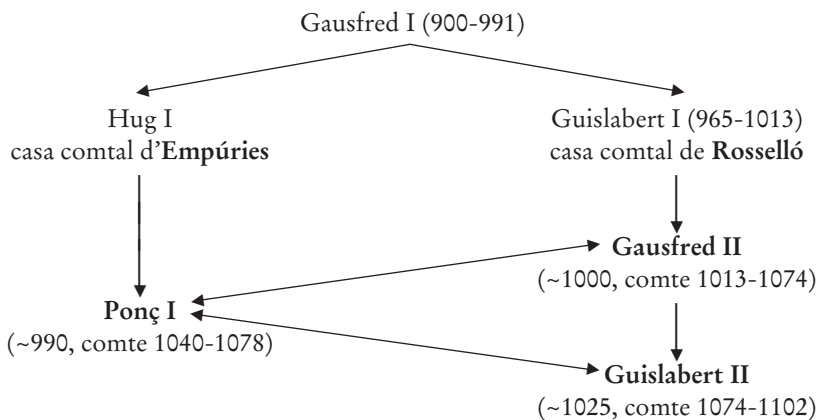 Gausfred I (900-991)
Hug I
casa comtal d’Empúries
Guislabert I (965-1013)
casa comtal de Rosselló
Gausfred II
(~1000, comte 1013-1074)
Ponç I
(~990, comte 1040-1078)
Guislabert II
(~1025, comte 1074-1102)